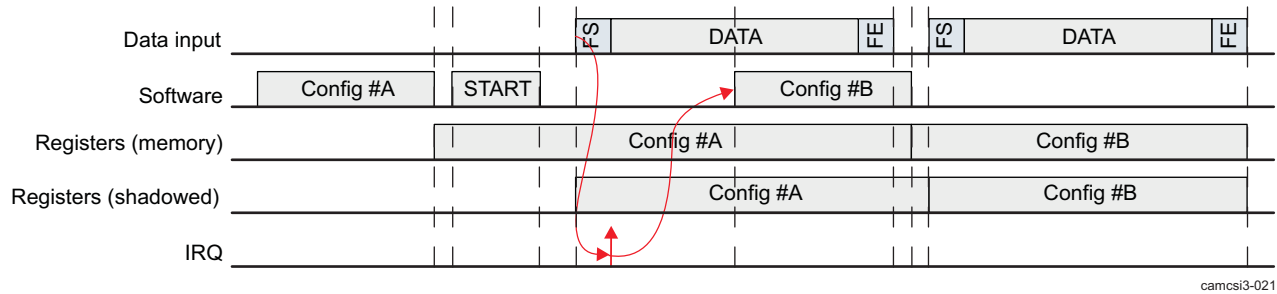 Data input
FS
DATA
FE
FS
DATA
FE
Software
Config #A
START
Config #B
Registers (memory)
Config #A
Config #B
Registers (shadowed)
Config #A
Config #B
IRQ
camcsi3-021